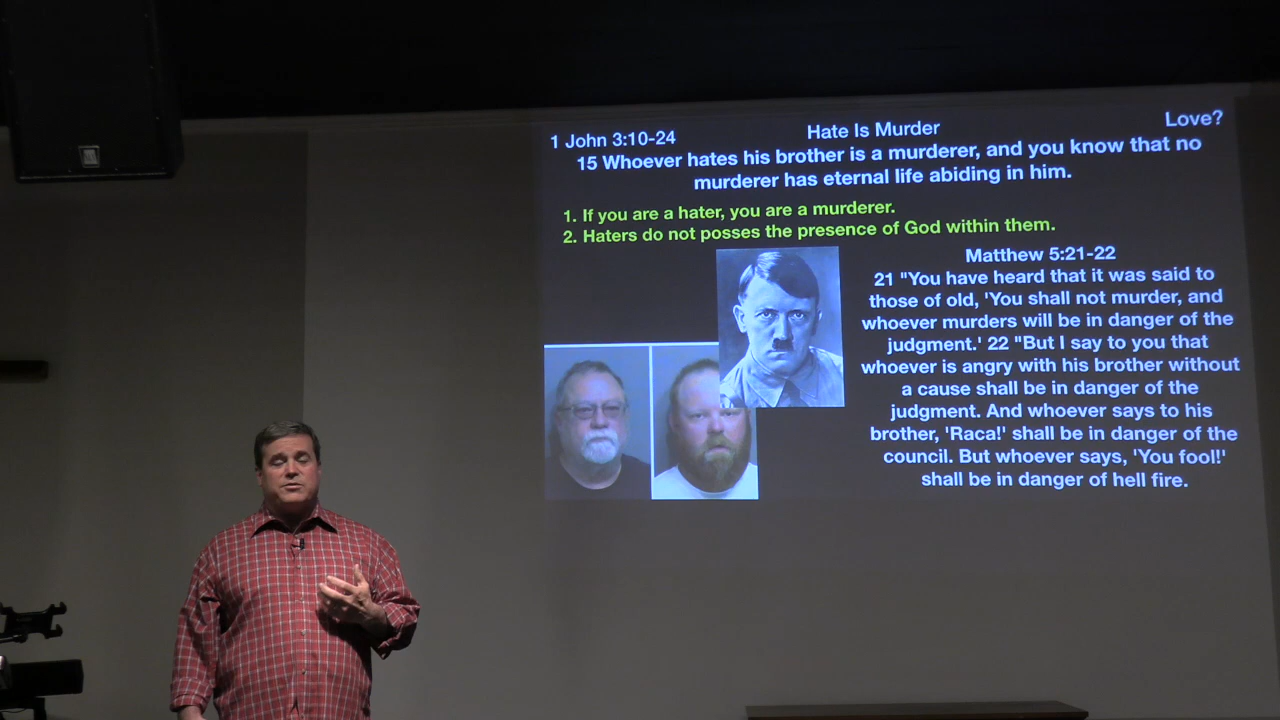 1 John 3:10-24
Hate Is Murder
Love?
15 Whoever hates his brother is a murderer, and you know that no
murderer has eternal life abiding in him.
1. If you are a hater, you are a murderer.
2. Haters do not posses the presence of God within them.
Matthew 5:21-22
21 "You have heard that it was said to
those of old, 'You shall not murder, and
whoever murders will be in danger of the
judgment.' 22 "But I say to you that
whoever is angry with his brother without
a cause shall be in danger of the
judgment. And whoever says to his
brother, 'Raca!' shall be in danger of the
council. But whoever says, 'You fool!'
shall be in danger of hell fire.